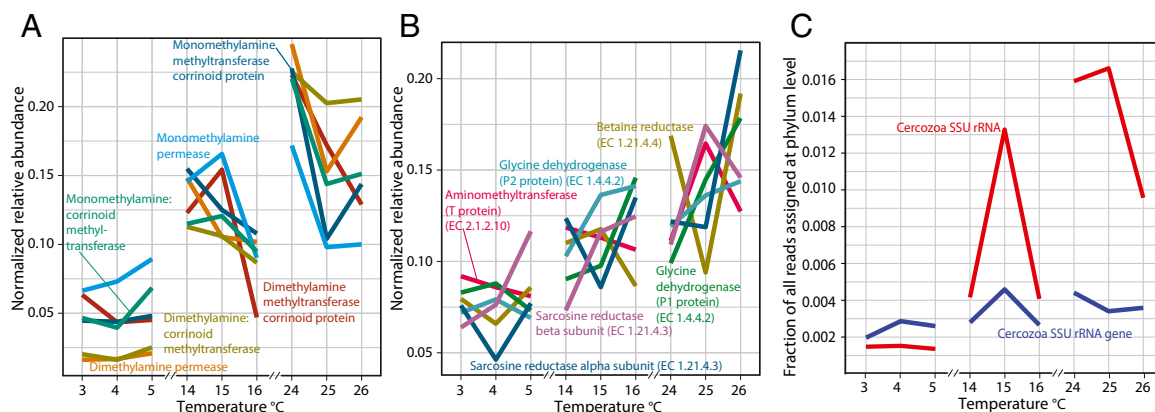 A
Normalized relative abundance
0.20
0.15
0.10
0.05
Monomethylamine
methyltransferase
corrinoid protein
Monomethylamine
permease
Monomethylamine:
corrinoid
methyl-
transferase
Dimethylamine
methyltransferase
corrinoid protein
Dimethylamine:
corrinoid
methyltransferase
Dimethylamine permease
3 4 5 // 14 15 16 // 24 25 26
Temperature °C
B
Normalized relative abundance
0.20
0.15
0.10
0.05
Betaine reductase
(EC 1.21.4.4)
Glycine dehydrogenase
(P2 protein) (EC 1.4.4.2)
Aminomethyltransferase
(T protein)
(EC 2.1.2.10)
Glycine
dehydrogenase
(P1 protein)
(EC 1.4.4.2)
Sarcosine reductase
beta subunit (EC 1.21.4.3)
Sarcosine reductase alpha subunit (EC 1.21.4.3)
3 4 5 // 14 15 16 // 24 25 26
Temperature °C
C
Fraction of all reads assigned at phylum level
0.016
0.014
0.012
0.010
0.008
0.006
0.004
0.002
Cercozoa SSU rRNA
Cercozoa SSU rRNA gene
3 4 5 // 14 15 16 // 24 25 26
Temperature °C